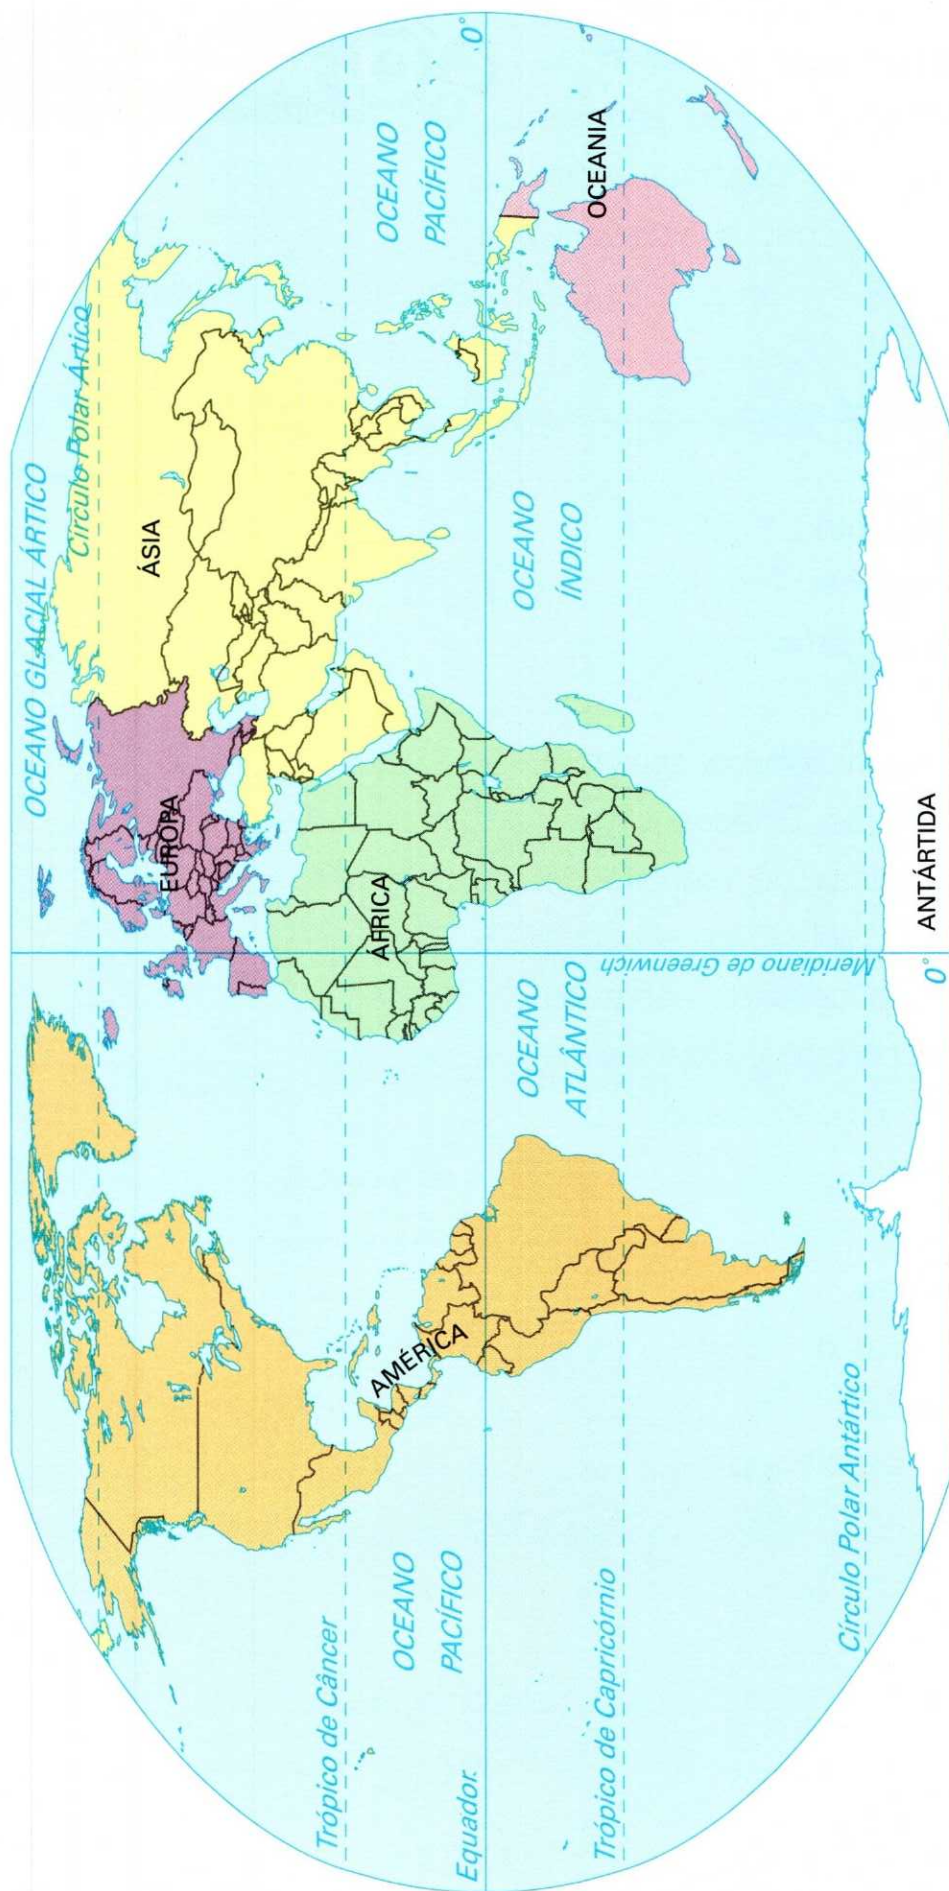 OCEANO GLACIAL ÁRTICO
Círculo Polar Ártico
EUROPA
ÁSIA
Trópico de Câncer
AMÉRICA
ÁFRICA
OCEANO
PACÍFICO
OCEANO
PACÍFICO
Equador
0°
OCEANO
ATLÂNTICO
OCEANO
ÍNDICO
OCEANIA
Trópico de Capricórnio
Meridiano de Greenwich
Círculo Polar Antártico
0°
ANTÁRTIDA